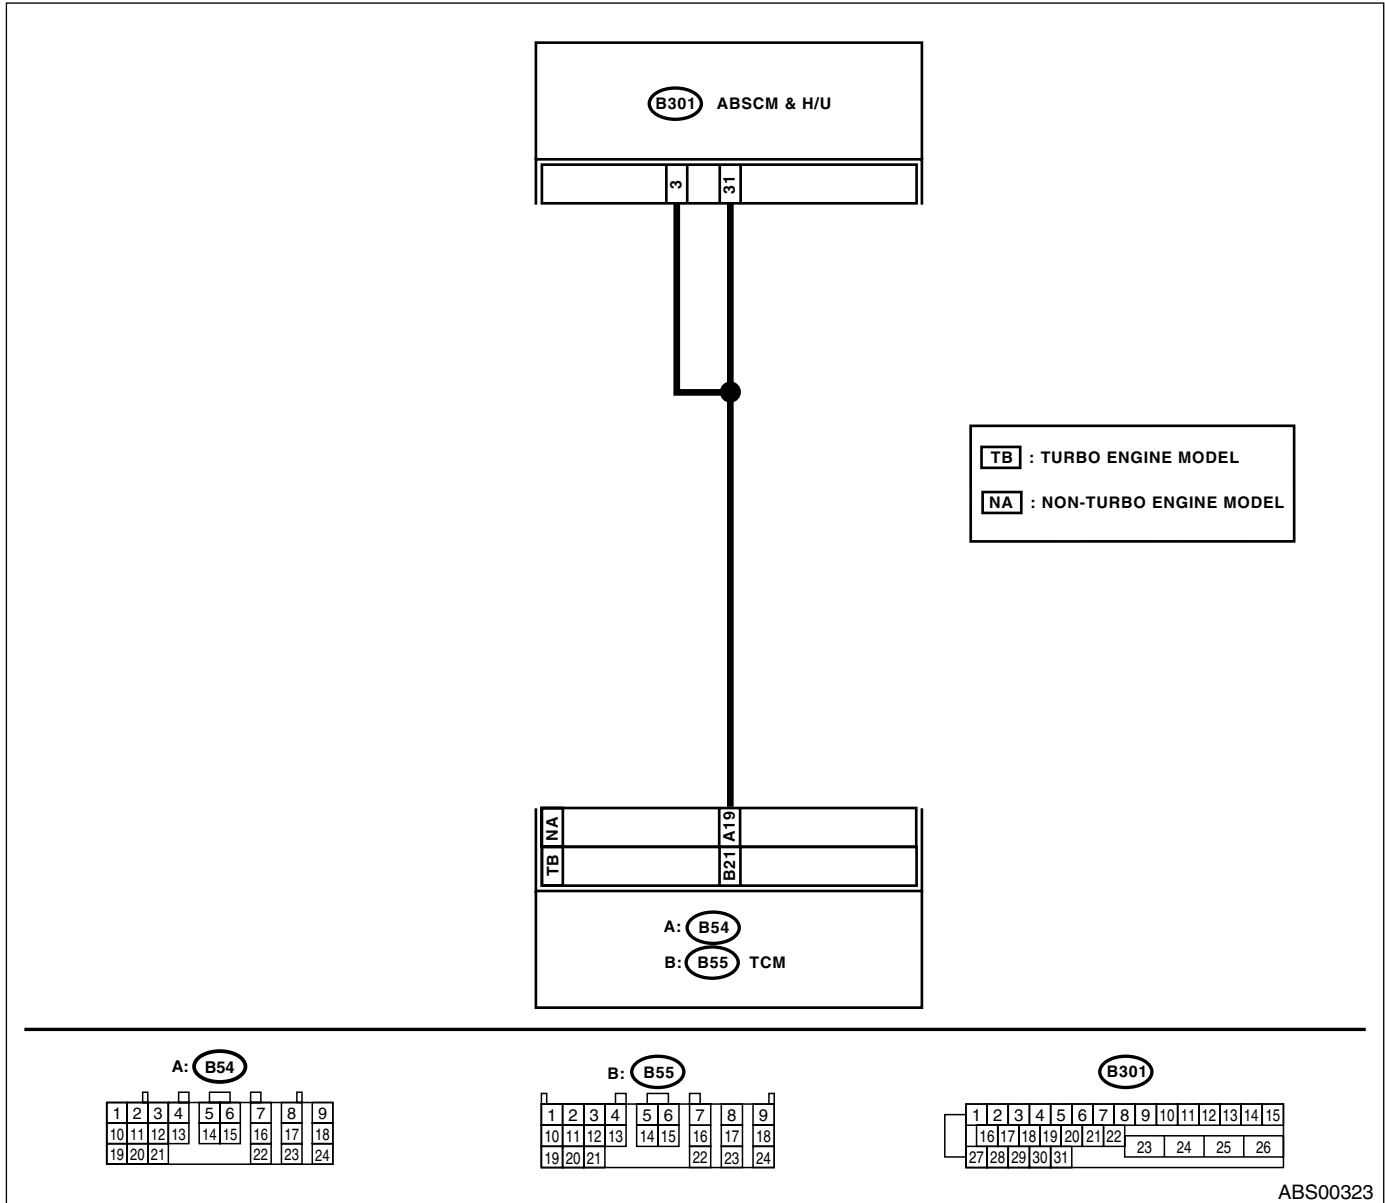 B301 ABSCM & H/U
3 31
TB : TURBO ENGINE MODEL
NA : NON-TURBO ENGINE MODEL
NA A19
TB B21
A: B54
B: B55 TCM
A: B54
1 2 3 4 5 6 7 8 9
10 11 12 13 14 15 16 17 18
19 20 21 22 23 24
B: B55
1 2 3 4 5 6 7 8 9
10 11 12 13 14 15 16 17 18
19 20 21 22 23 24
B301
1 2 3 4 5 6 7 8 9 10 11 12 13 14 15
16 17 18 19 20 21 22 23 24 25 26
27 28 29 30 31
ABS00323